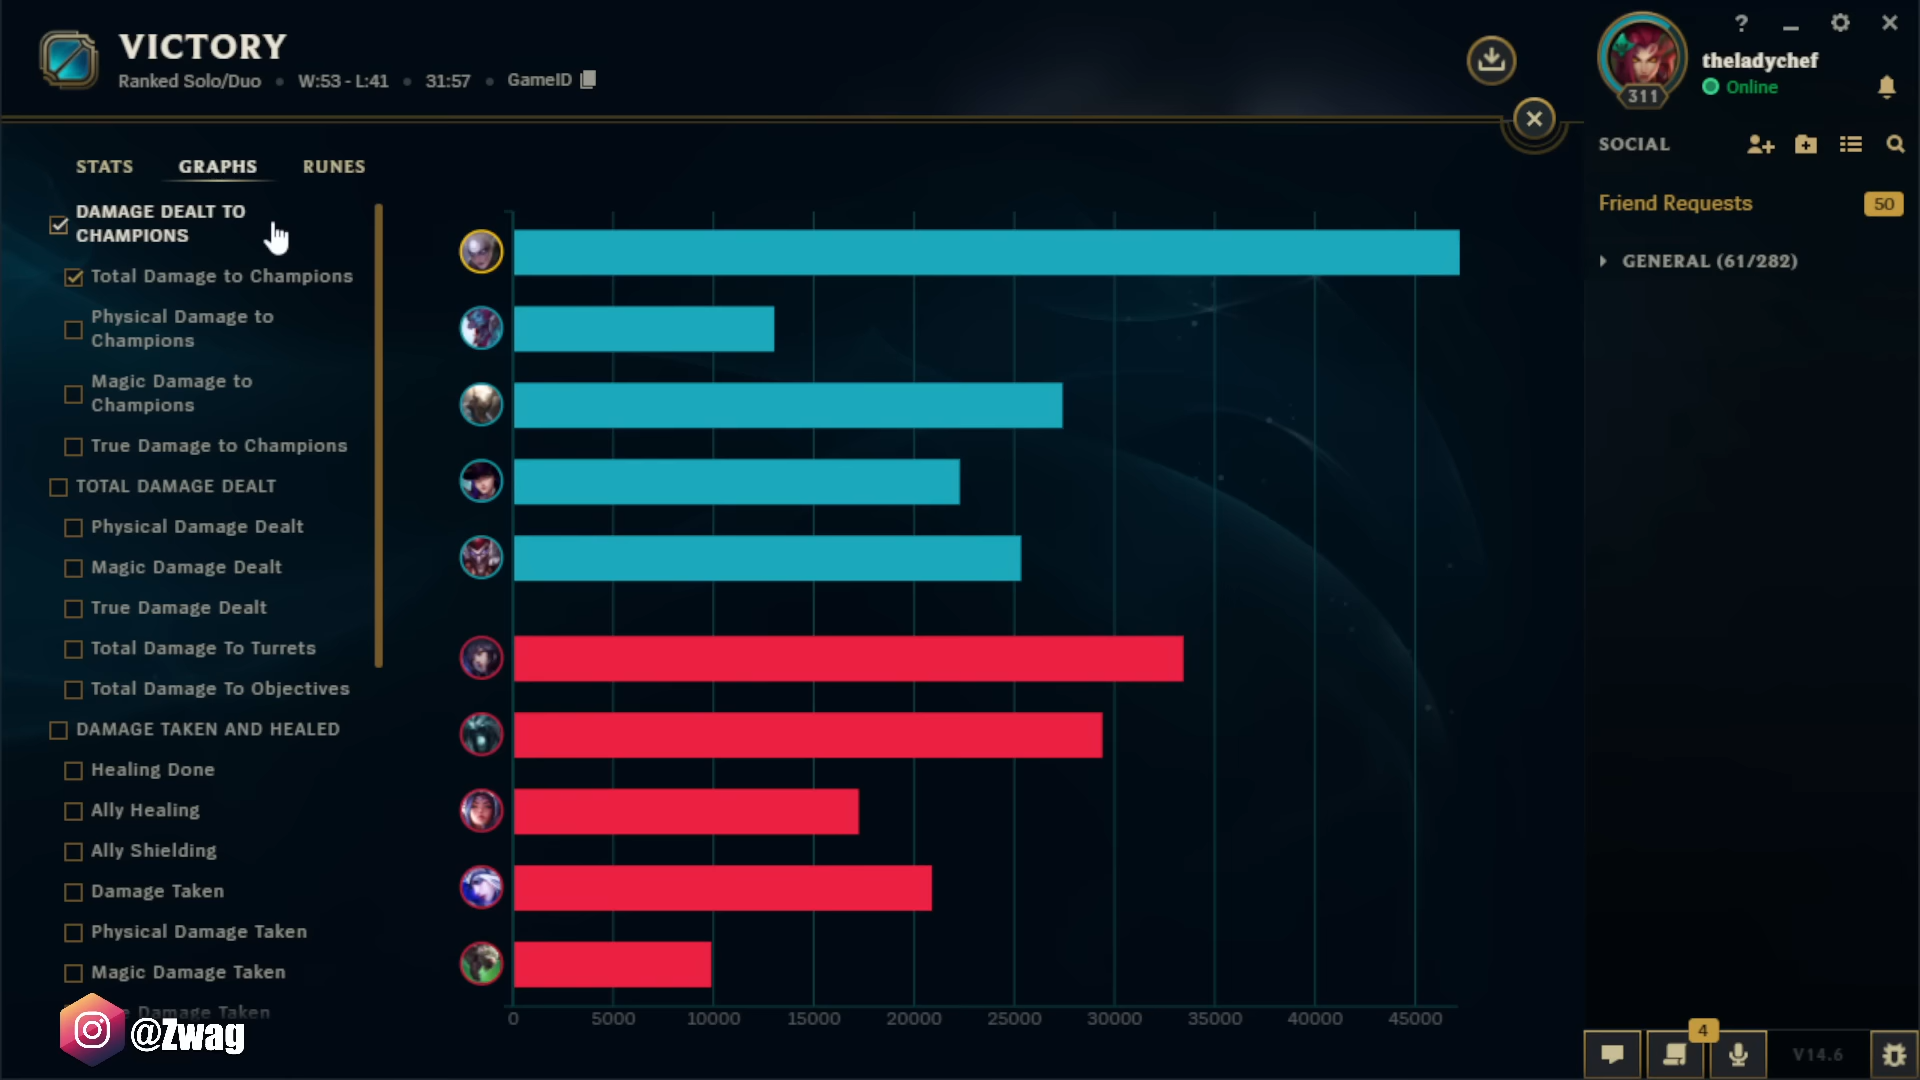 VICTORY
Ranked Solo/Duo • W:53 - L:41 • 31:57 • GameID
?
theladychef
311
Online
STATS GRAPHS RUNES
SOCIAL
Friend Requests 50
GENERAL (61/282)
DAMAGE DEALT TO
CHAMPIONS
Total Damage to Champions
Physical Damage to
Champions
Magic Damage to
Champions
True Damage to Champions
TOTAL DAMAGE DEALT
Physical Damage Dealt
Magic Damage Dealt
True Damage Dealt
Total Damage To Turrets
Total Damage To Objectives
DAMAGE TAKEN AND HEALED
Healing Done
Ally Healing
Ally Shielding
Damage Taken
Physical Damage Taken
Magic Damage Taken
Damage Taken
@Zwag
0 5000 10000 15000 20000 25000 30000 35000 40000 45000
4
V14.6